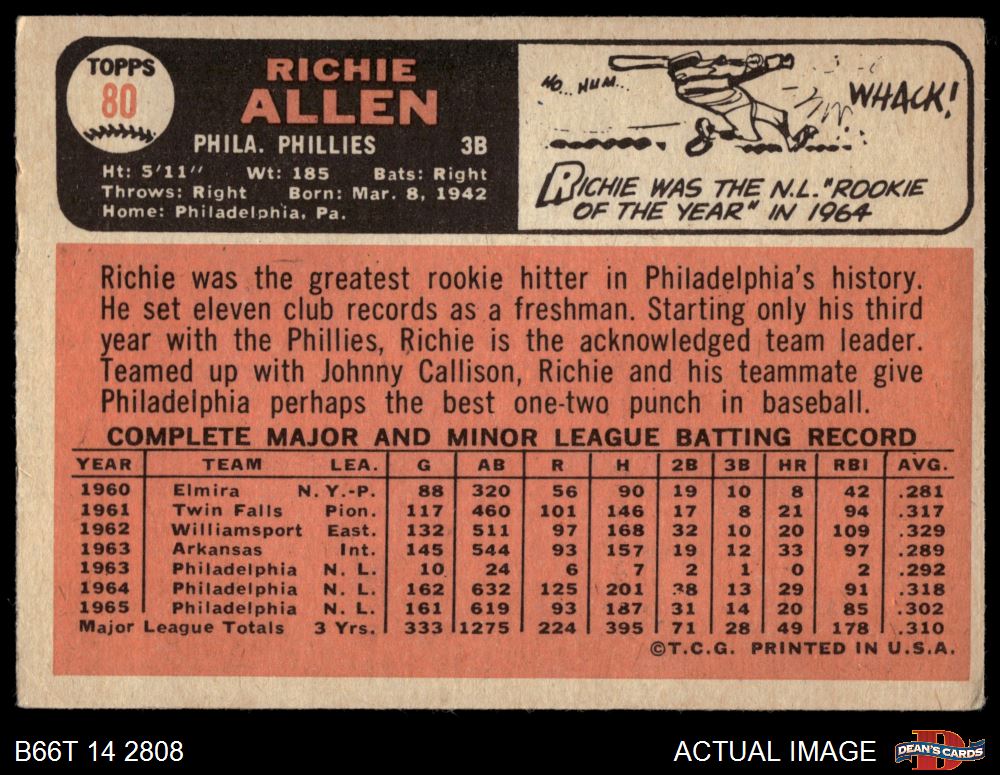 TOPPS
80
RICHIE
ALLEN
PHILA. PHILLIES 3B
Ht: 5'11" Wt: 185 Bats: Right
Throws: Right Born: Mar. 8, 1942
Home: Philadelphia, Pa.
HO... HUM...
WHACK!
RICHIE WAS THE N.L. "ROOKIE
OF THE YEAR" IN 1964
Richie was the greatest rookie hitter in Philadelphia's history.
He set eleven club records as a freshman. Starting only his third
year with the Phillies, Richie is the acknowledged team leader.
Teamed up with Johnny Callison, Richie and his teammate give
Philadelphia perhaps the best one-two punch in baseball.
COMPLETE MAJOR AND MINOR LEAGUE BATTING RECORD
YEAR TEAM LEA. G AB R H 2B 3B HR RBI AVG.
1960 Elmira N.Y.-P. 88 320 56 90 19 10 8 42 .281
1961 Twin Falls Pion. 117 460 101 146 17 8 21 94 .317
1962 Williamsport East. 132 511 97 168 32 10 20 109 .329
1963 Arkansas Int. 145 544 93 157 19 12 33 97 .289
1963 Philadelphia N. L. 10 24 6 7 2 1 0 2 .292
1964 Philadelphia N. L. 162 632 125 201 38 13 29 91 .318
1965 Philadelphia N. L. 161 619 93 187 31 14 20 85 .302
Major League Totals 3 Yrs. 333 1275 224 395 71 28 49 178 .310
©T.C.G. PRINTED IN U.S.A.
B66T 14 2808
ACTUAL IMAGE
DEAN'S CARDS